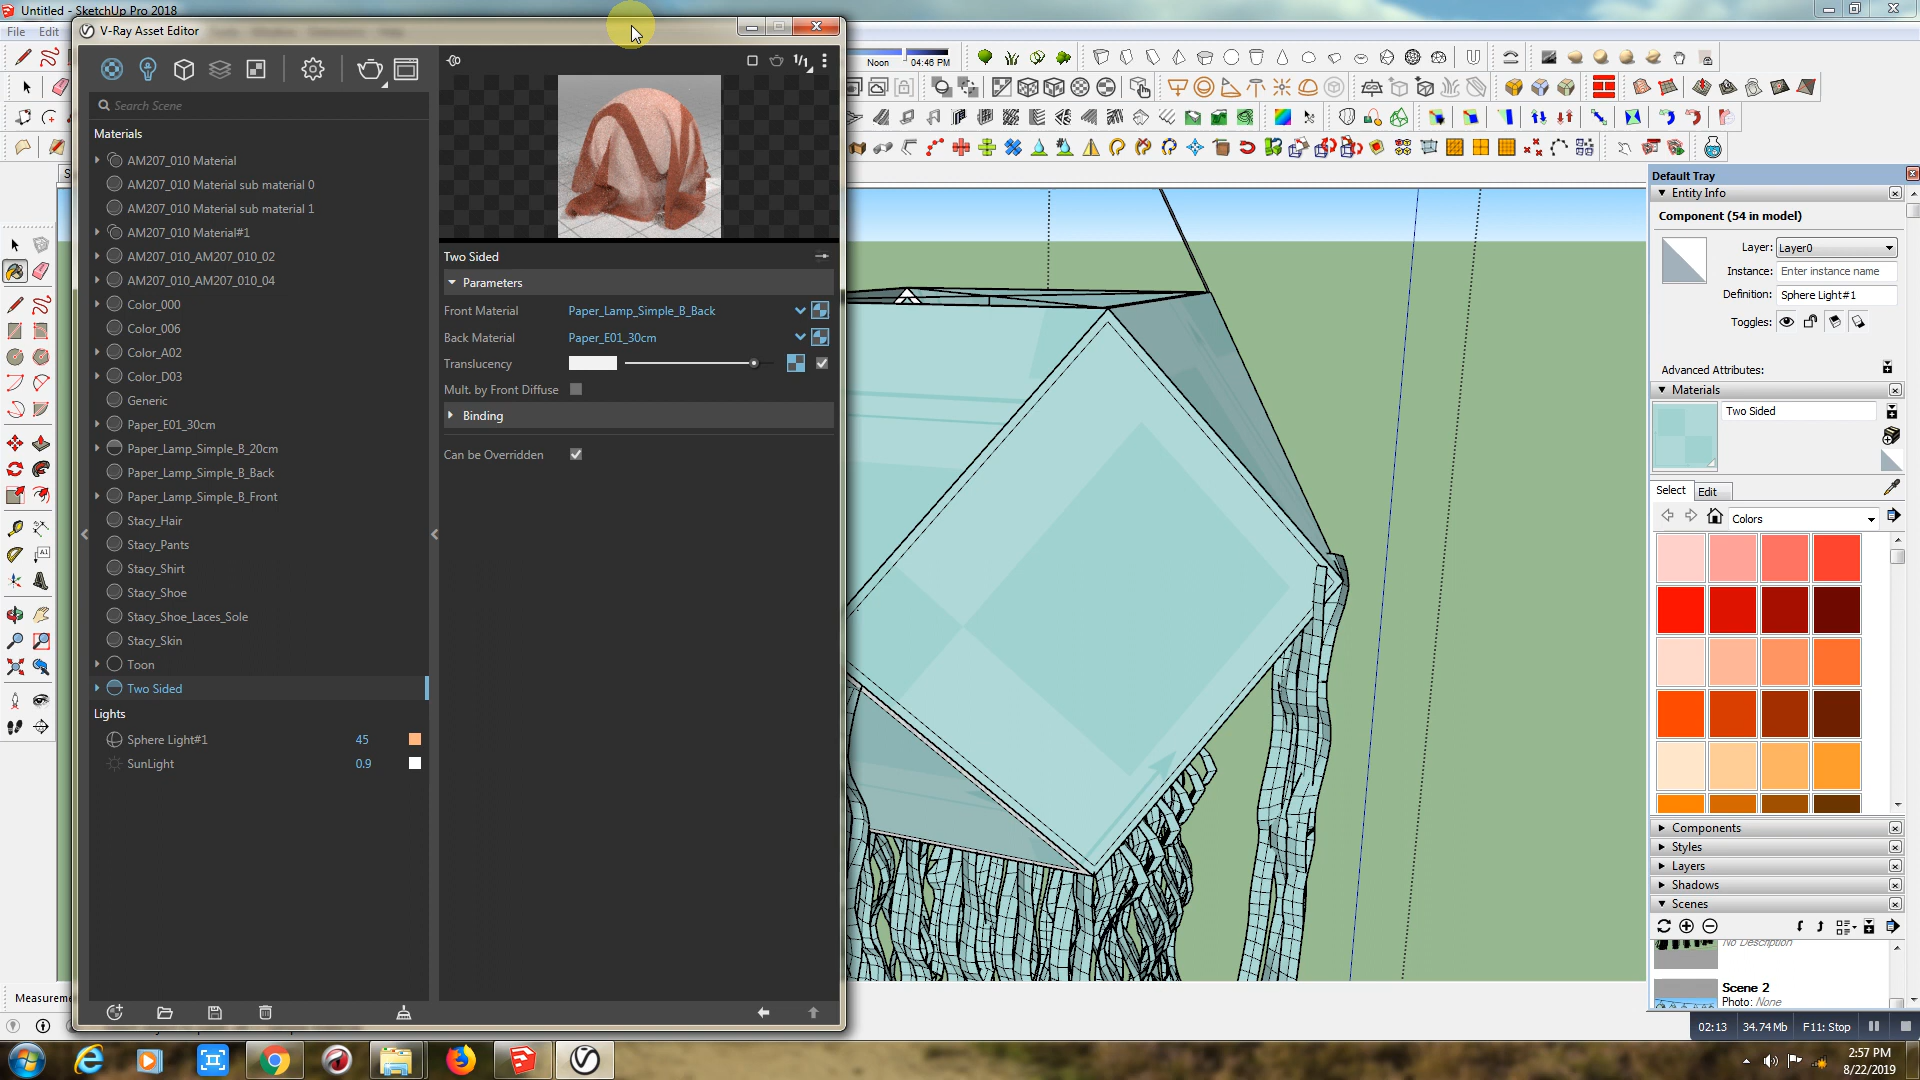 Untitled - SketchUp Pro 2018
File
Edit
V-Ray Asset Editor
Noon
04:46 PM
1/1
Search Scene
Materials
AM207_010 Material
AM207_010 Material sub material 0
AM207_010 Material sub material 1
AM207_010 Material#1
AM207_010_AM207_010_02
AM207_010_AM207_010_04
Color_000
Color_006
Color_A02
Color_D03
Generic
Paper_E01_30cm
Paper_Lamp_Simple_B_20cm
Paper_Lamp_Simple_B_Back
Paper_Lamp_Simple_B_Front
Stacy_Hair
Stacy_Pants
Stacy_Shirt
Stacy_Shoe
Stacy_Shoe_Laces_Sole
Stacy_Skin
Toon
Two Sided
Lights
Sphere Light#1 45
SunLight 0.9
Two Sided
Parameters
Front Material Paper_Lamp_Simple_B_Back
Back Material Paper_E01_30cm
Translucency
Mult. by Front Diffuse
Binding
Can be Overridden
Default Tray
Entity Info
Component (54 in model)
Layer: Layer0
Instance: Enter instance name
Definition: Sphere Light#1
Toggles:
Advanced Attributes:
Materials
Two Sided
Select Edit
Colors
Components
Styles
Layers
Shadows
Scenes
No Description
Scene 2
Photo: None
02:13 34.74Mb F11: Stop
2:57 PM
8/22/2019